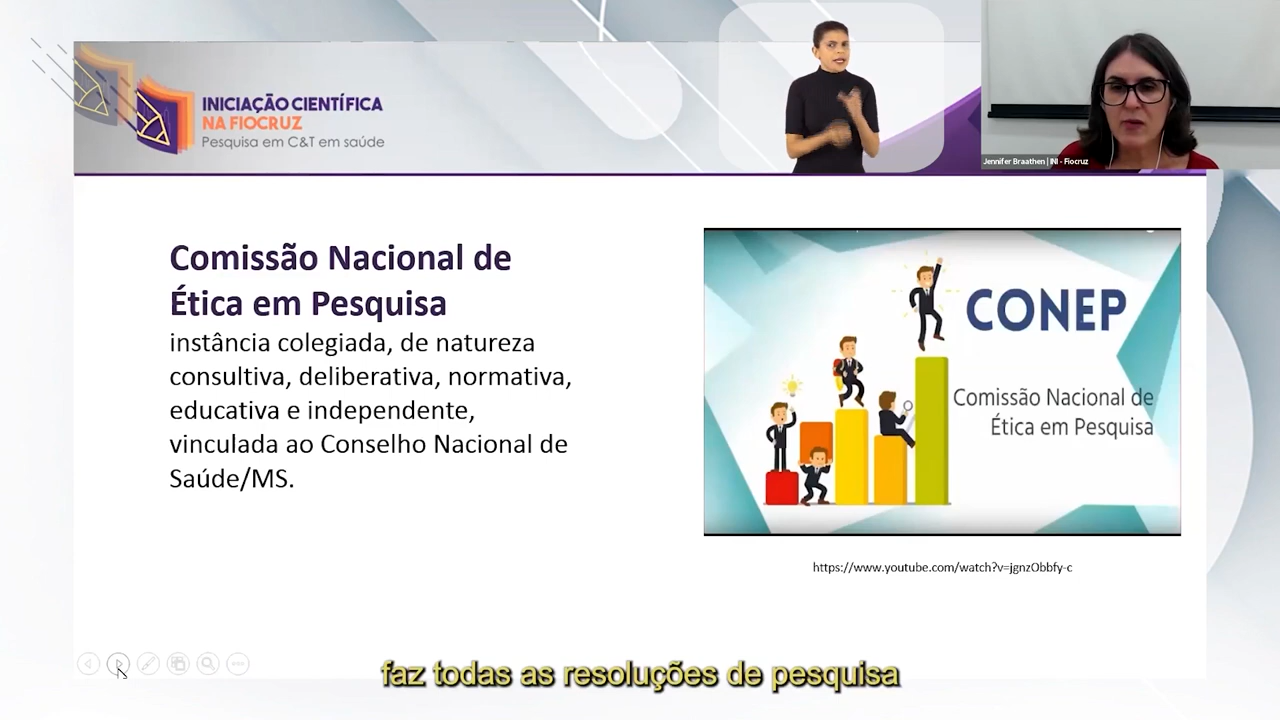 INICIAÇÃO CIENTÍFICA
NA FIOCRUZ
Pesquisa em C&T em saúde
Jennifer Braathen | INI - Fiocruz
Comissão Nacional de
Ética em Pesquisa
instância colegiada, de natureza
consultiva, deliberativa, normativa,
educativa e independente,
vinculada ao Conselho Nacional de
Saúde/MS.
CONEP
Comissão Nacional de
Ética em Pesquisa
https://www.youtube.com/watch?v=jgnzObbfy-c
faz todas as resoluções de pesquisa